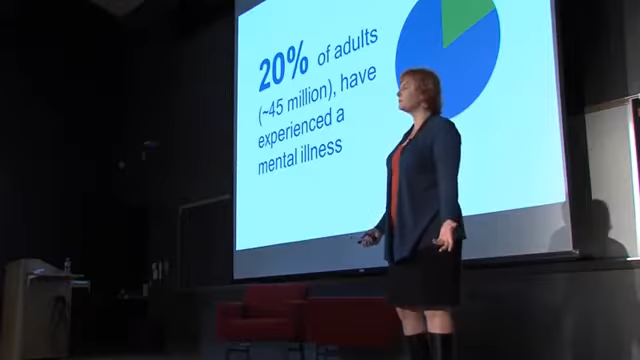 20% of adults
(~45 million), have
experienced a
mental illness